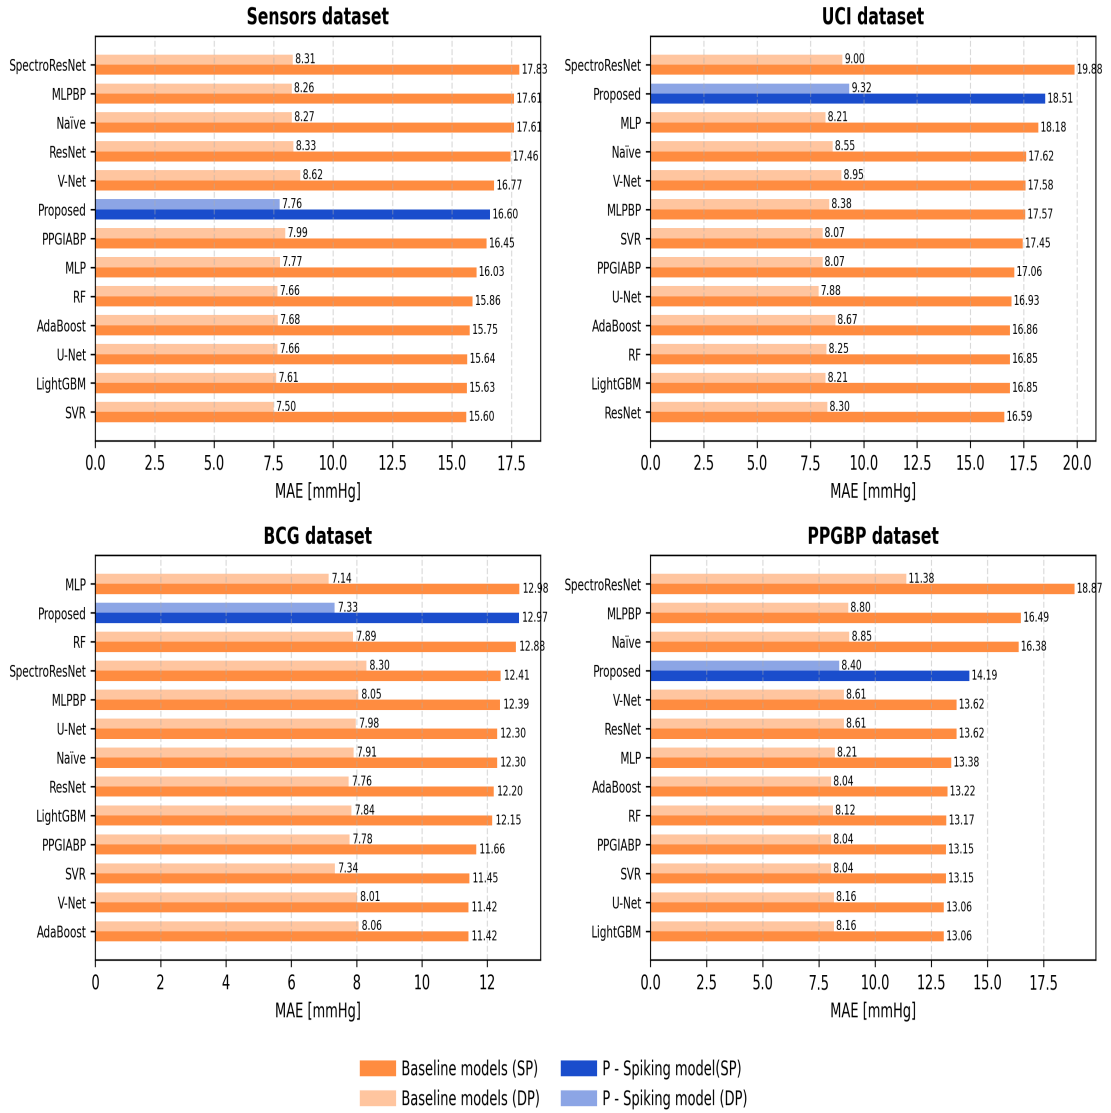 Sensors dataset
SpectroResNet 8.31 17.83
MLPBP 8.26 17.61
Naïve 8.27 17.61
ResNet 8.33 17.46
V-Net 8.62 16.77
Proposed 7.76 16.60
PPGIABP 7.99 16.45
MLP 7.77 16.03
RF 7.66 15.86
AdaBoost 7.68 15.75
U-Net 7.66 15.64
LightGBM 7.61 15.63
SVR 7.50 15.60
0.0 2.5 5.0 7.5 10.0 12.5 15.0 17.5
MAE [mmHg]
UCI dataset
SpectroResNet 9.00 19.88
Proposed 9.32 18.51
MLP 8.21 18.18
Naïve 8.55 17.62
V-Net 8.95 17.58
MLPBP 8.38 17.57
SVR 8.07 17.45
PPGIABP 8.07 17.06
U-Net 7.88 16.93
AdaBoost 8.67 16.86
RF 8.25 16.85
LightGBM 8.21 16.85
ResNet 8.30 16.59
0.0 2.5 5.0 7.5 10.0 12.5 15.0 17.5 20.0
MAE [mmHg]
BCG dataset
MLP 7.14 12.98
Proposed 7.33 12.97
RF 7.89 12.88
SpectroResNet 8.30 12.41
MLPBP 8.05 12.39
U-Net 7.98 12.30
Naïve 7.91 12.30
ResNet 7.76 12.20
LightGBM 7.84 12.15
PPGIABP 7.78 11.66
SVR 7.34 11.45
V-Net 8.01 11.42
AdaBoost 8.06 11.42
0 2 4 6 8 10 12
MAE [mmHg]
PPGBP dataset
SpectroResNet 11.38 18.87
MLPBP 8.80 16.49
Naïve 8.85 16.38
Proposed 8.40 14.19
V-Net 8.61 13.62
ResNet 8.61 13.62
MLP 8.21 13.38
AdaBoost 8.04 13.22
RF 8.12 13.17
PPGIABP 8.04 13.15
SVR 8.04 13.15
U-Net 8.16 13.06
LightGBM 8.16 13.06
0.0 2.5 5.0 7.5 10.0 12.5 15.0 17.5
MAE [mmHg]
Baseline models (SP) P - Spiking model(SP)
Baseline models (DP) P - Spiking model (DP)